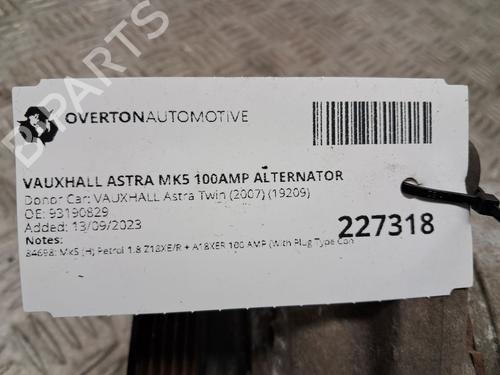 B-PARTS
OVERTONAUTOMOTIVE
VAUXHALL ASTRA MK5 100AMP ALTERNATOR
Donor Car: VAUXHALL Astra Twin (2007) (19209)
OE: 93190829
Added: 13/09/2023
227318
Notes:
84698: Mk5 (H) Petrol 1.8 Z18XE/R + A18XER 100 AMP (With Plug Type Con